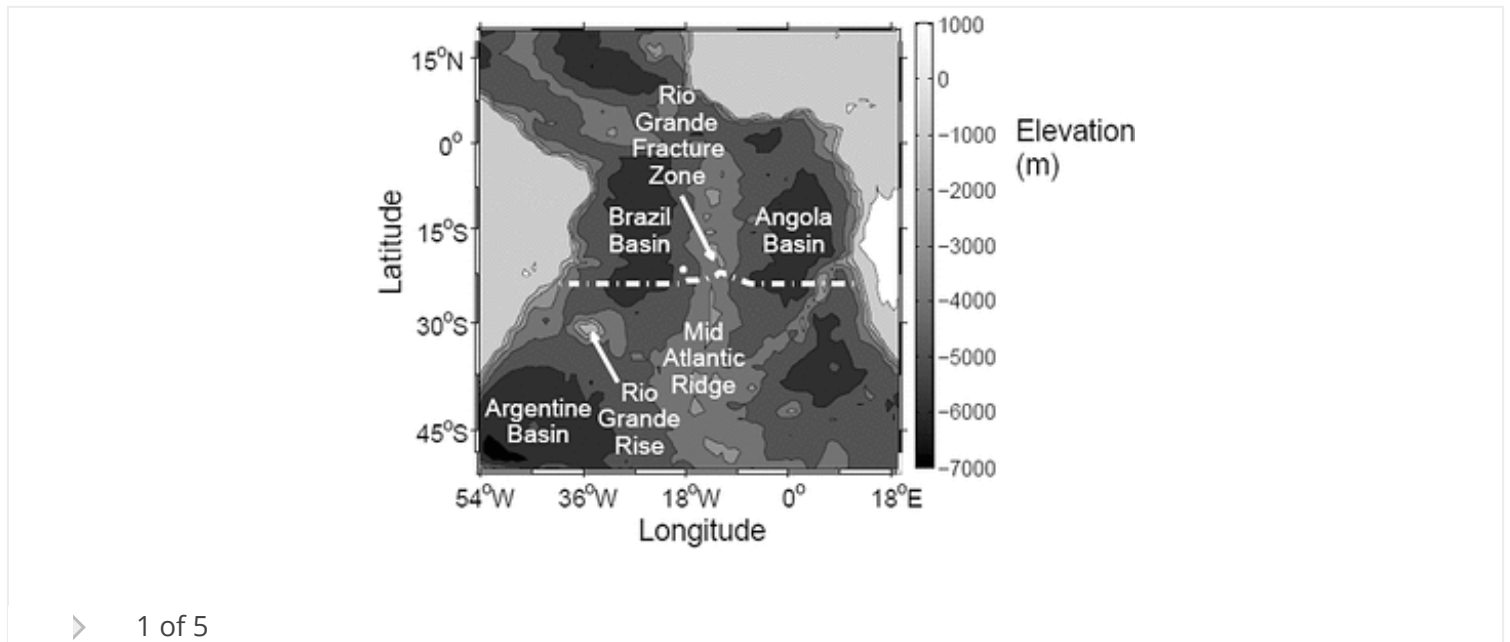 1000
15°N
0
Rio
Grande
Fracture
Zone
-1000
Elevation
(m)
0°
-2000
Latitude
Brazil
Basin
Angola
Basin
15°S
-3000
-4000
30°S
Mid
Atlantic
Ridge
-5000
Rio
Grande
Rise
Argentine
Basin
-6000
45°S
-7000
54°W
36°W
18°W
0°
18°E
Longitude
1 of 5